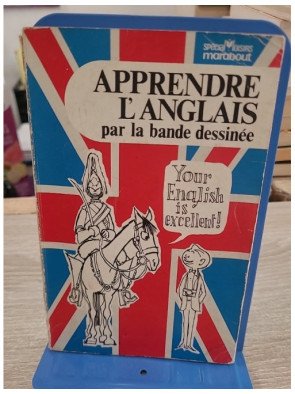 spécial loisirs
marabout
APPRENDRE
L'ANGLAIS
par la bande dessinée
Your
English
is
excellent!